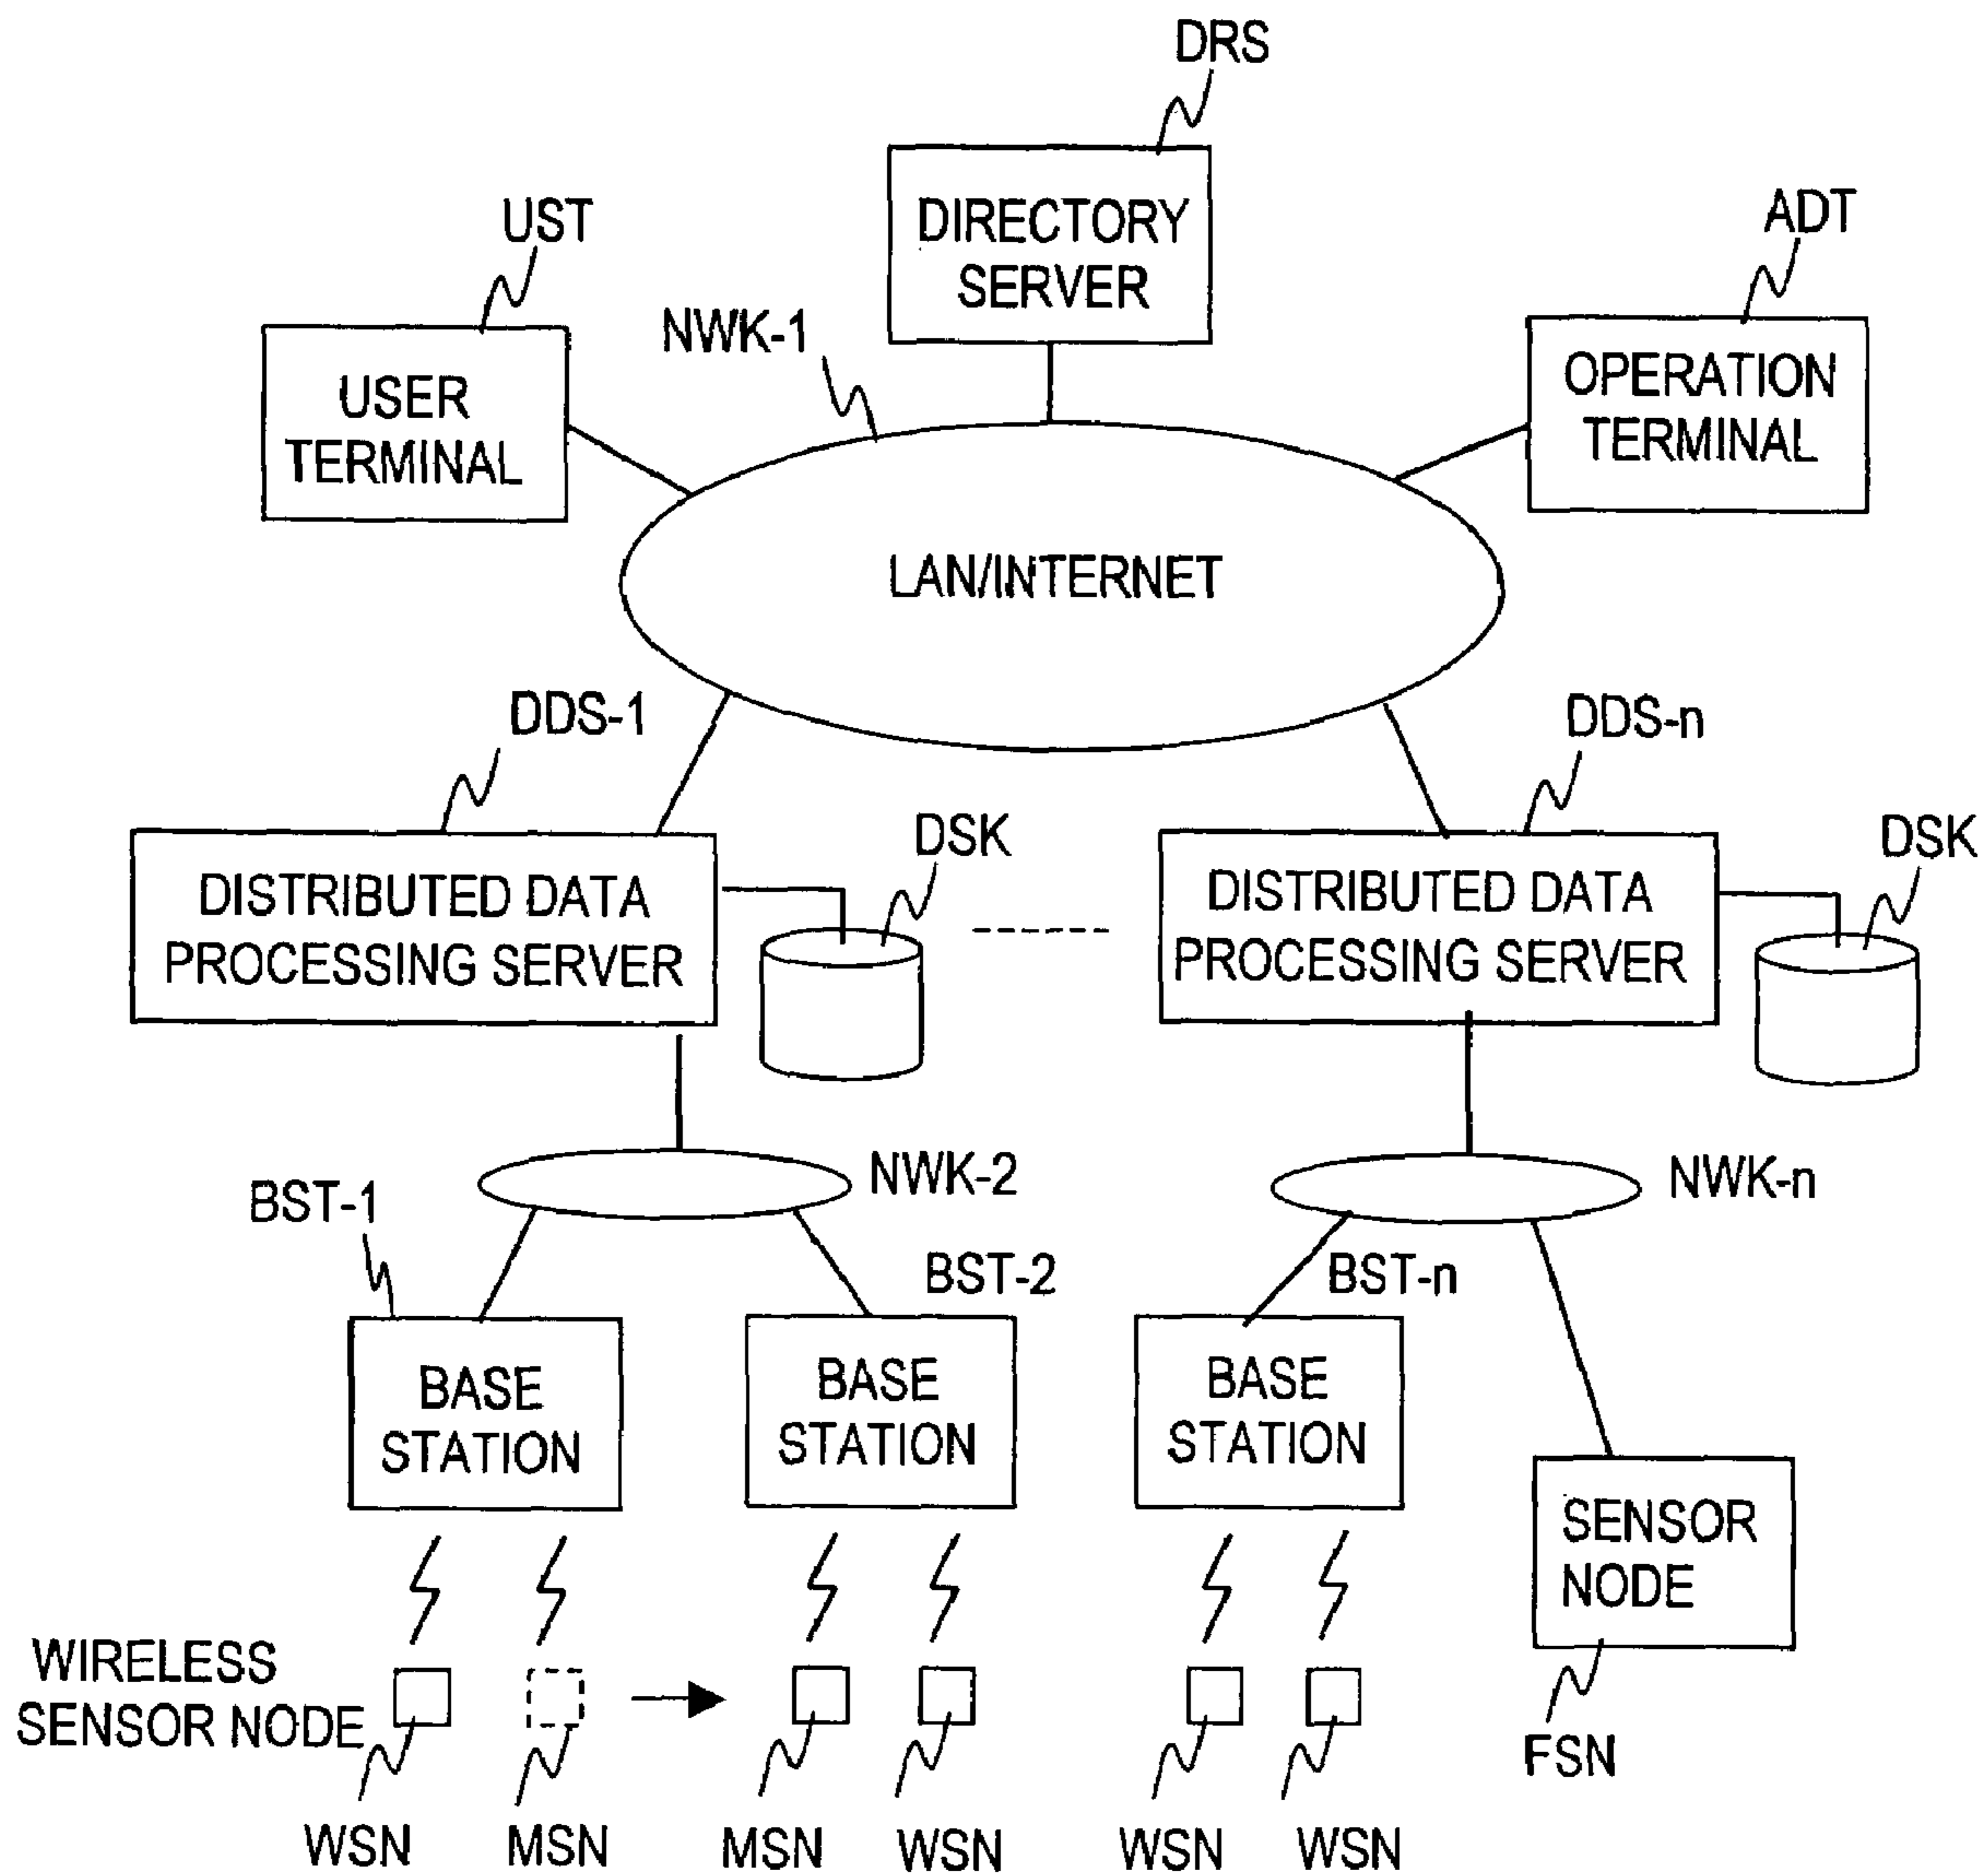 DRS
DIRECTORY
SERVER
UST
ADT
NWK-1
USER
TERMINAL
OPERATION
TERMINAL
LAN/INTERNET
DDS-1
DDS-n
DSK
DSK
DISTRIBUTED DATA
PROCESSING SERVER
DISTRIBUTED DATA
PROCESSING SERVER
NWK-2
NWK-n
BST-1
BST-2
BST-n
BASE
STATION
BASE
STATION
BASE
STATION
SENSOR
NODE
WIRELESS
SENSOR NODE
FSN
WSN
MSN
MSN
WSN
WSN
WSN